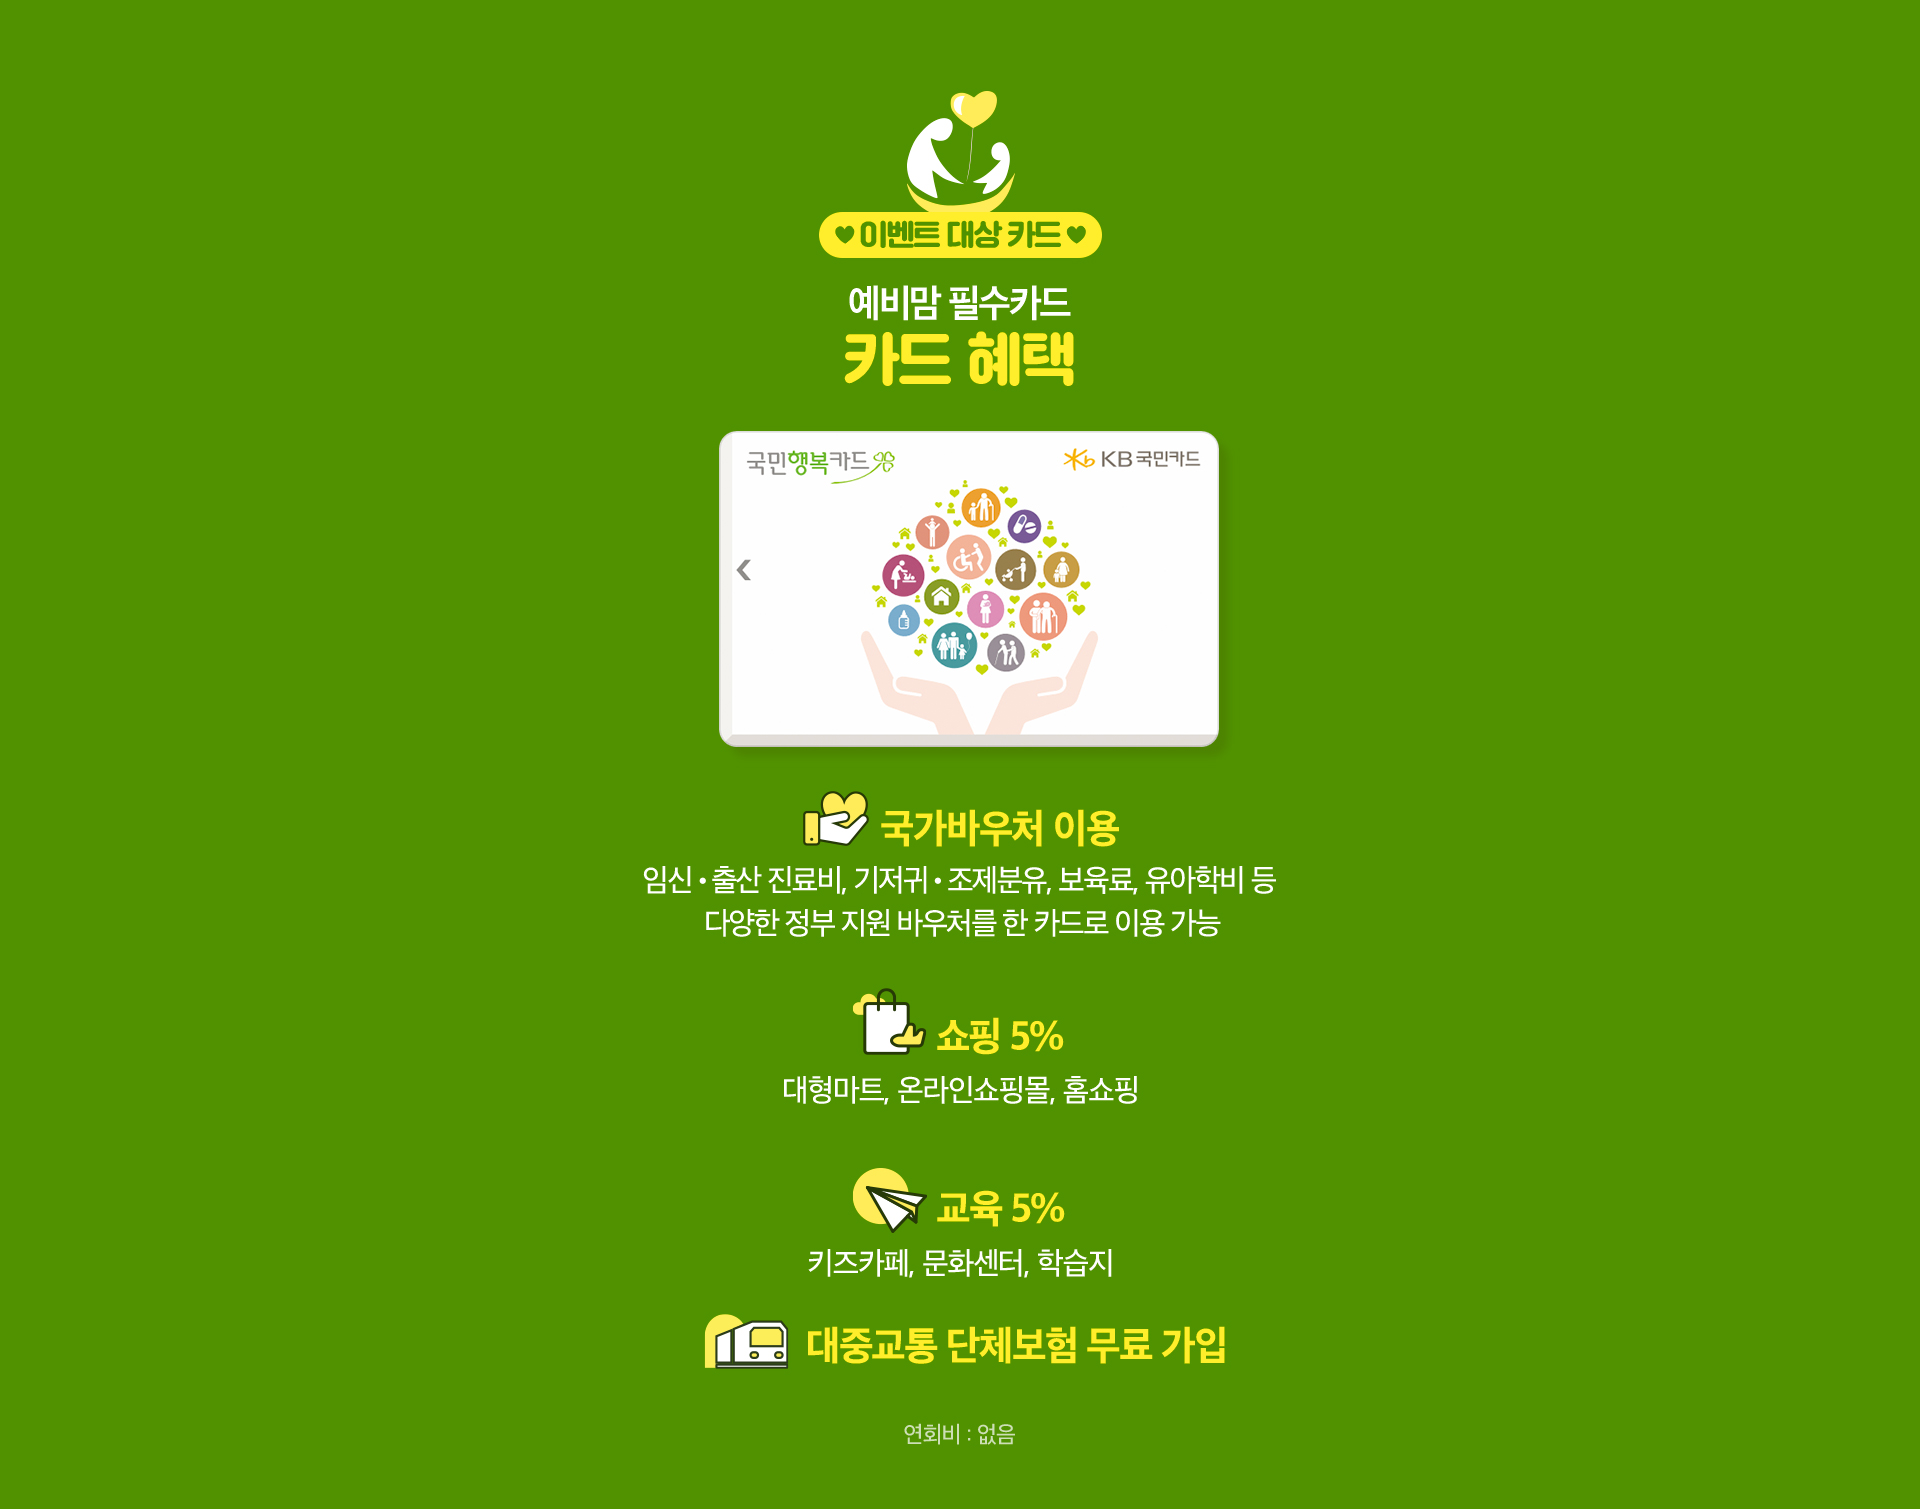 이벤트 대상 카드
예비맘 필수카드
카드 혜택
국민행복카드
KB 국민카드
국가바우처 이용
임신 • 출산 진료비, 기저귀 • 조제분유, 보육료, 유아학비 등
다양한 정부 지원 바우처를 한 카드로 이용 가능
쇼핑 5%
대형마트, 온라인쇼핑몰, 홈쇼핑
교육 5%
키즈카페, 문화센터, 학습지
대중교통 단체보험 무료 가입
연회비 : 없음